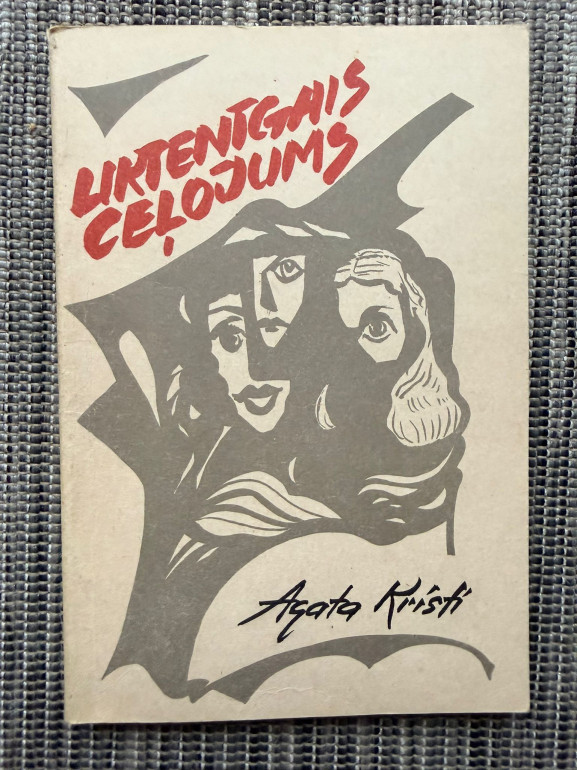 LIKTENĪGAIS
CEĻOJUMS
Agata Kristi